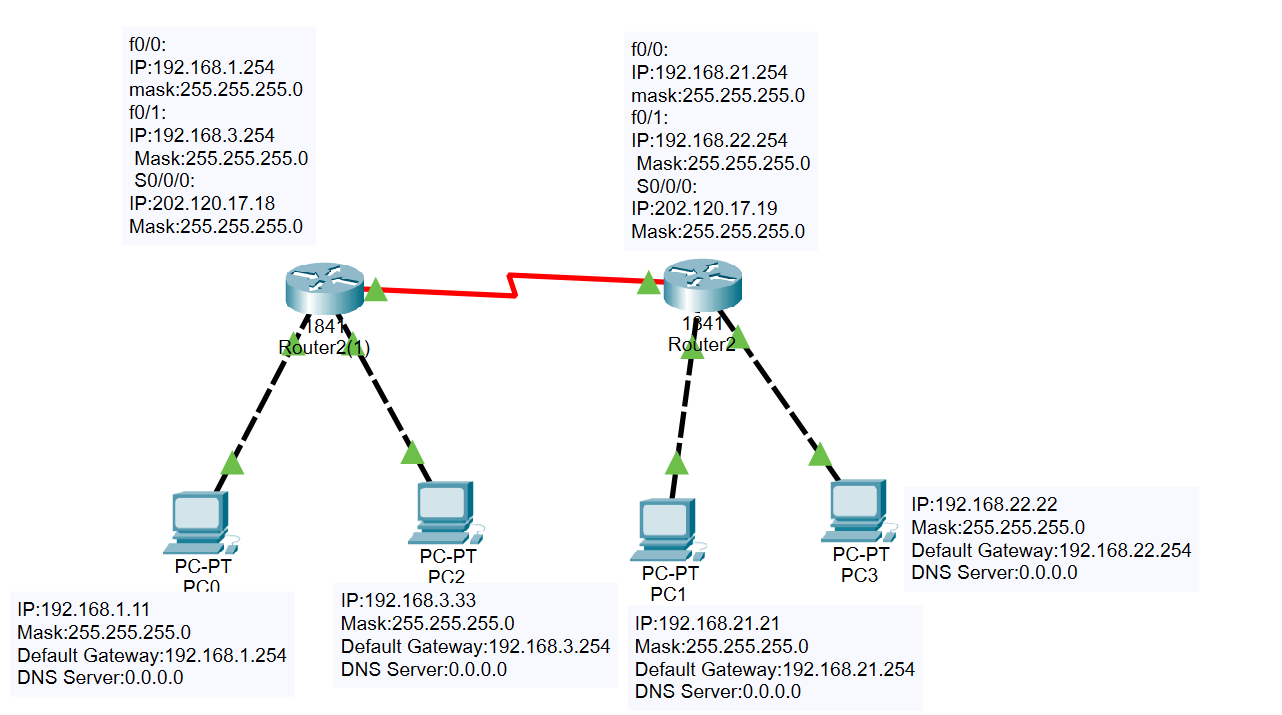 f0/0:
IP:192.168.1.254
mask:255.255.255.0
f0/1:
IP:192.168.3.254
Mask:255.255.255.0
S0/0/0:
IP:202.120.17.18
Mask:255.255.255.0
f0/0:
IP:192.168.21.254
mask:255.255.255.0
f0/1:
IP:192.168.22.254
Mask:255.255.255.0
S0/0/0:
IP:202.120.17.19
Mask:255.255.255.0
1841
Router2(1)
1841
Router2
PC-PT
PC0
IP:192.168.1.11
Mask:255.255.255.0
Default Gateway:192.168.1.254
DNS Server:0.0.0.0
PC-PT
PC2
IP:192.168.3.33
Mask:255.255.255.0
Default Gateway:192.168.3.254
DNS Server:0.0.0.0
PC-PT
PC1
IP:192.168.21.21
Mask:255.255.255.0
Default Gateway:192.168.21.254
DNS Server:0.0.0.0
PC-PT
PC3
IP:192.168.22.22
Mask:255.255.255.0
Default Gateway:192.168.22.254
DNS Server:0.0.0.0